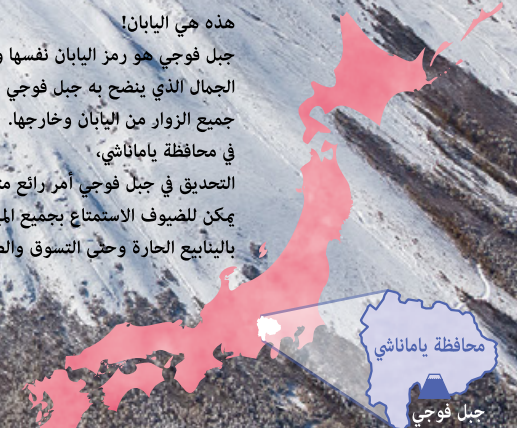 هذه هي اليابان!
جبل فوجي هو رمز اليابان نفسها و
الجمال الذي ينضح به جبل فوجي
جميع الزوار من اليابان وخارجها.
في محافظة ياماناشي،
التحديق في جبل فوجي أمر رائع
يمكن للضيوف الاستمتاع بجميع
بالينابيع الحارة وحتى التسوق
محافظة ياماناشي
جبل فوجي